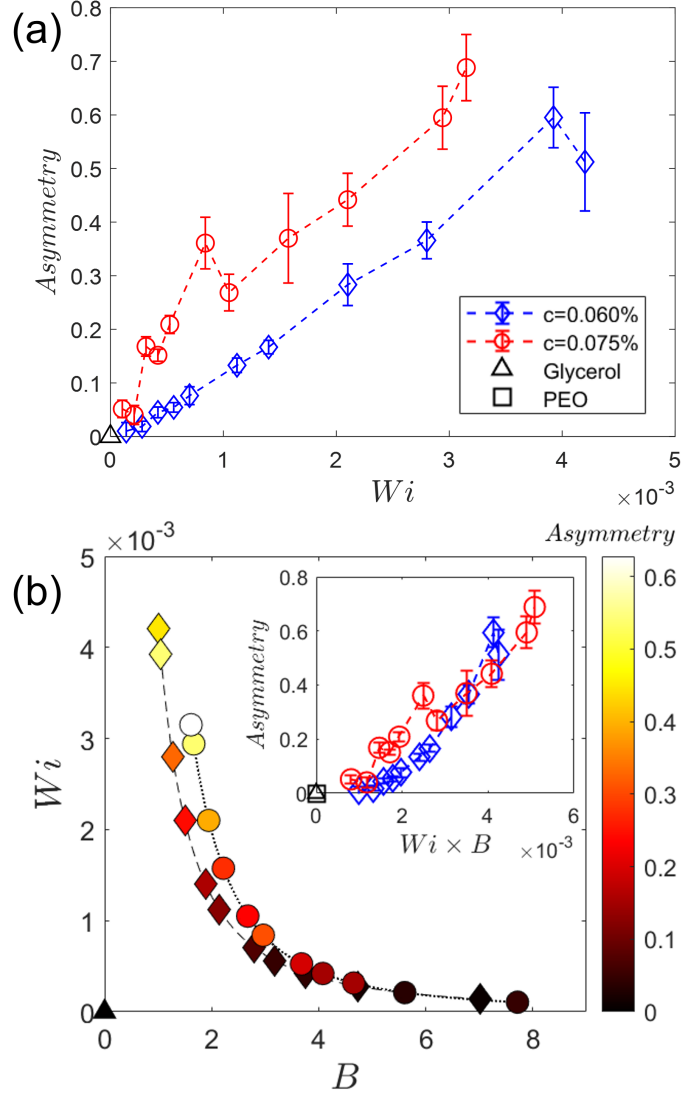 (a)
0.8
0.7
0.6
0.5
0.4
0.3
0.2
0.1
0
Asymmetry
c=0.060%
c=0.075%
Glycerol
PEO
0 1 2 3 4 5
Wi
×10⁻³
(b)
×10⁻³
Asymmetry
5
4
3
2
1
0
Wi
0 2 4 6 8
B
0.8
0.6
0.4
0.2
0
Asymmetry
0 2 4 6
Wi × B
×10⁻³
0.6
0.5
0.4
0.3
0.2
0.1
0